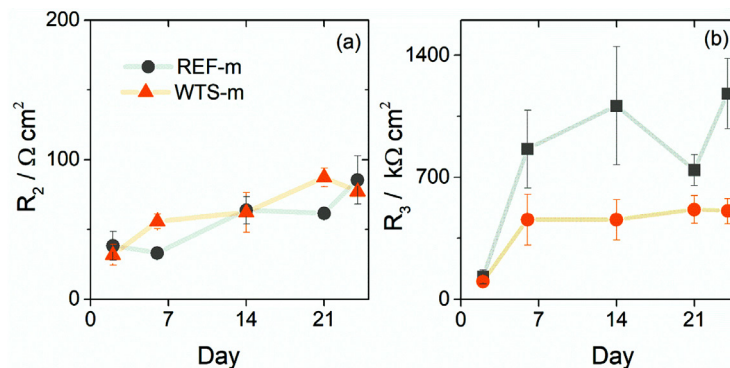 200
(a)
REF-m
WTS-m
100
0
R2 / Ω cm2
0 7 14 21
Day
1400
(b)
700
0
R3 / kΩ cm2
0 7 14 21
Day